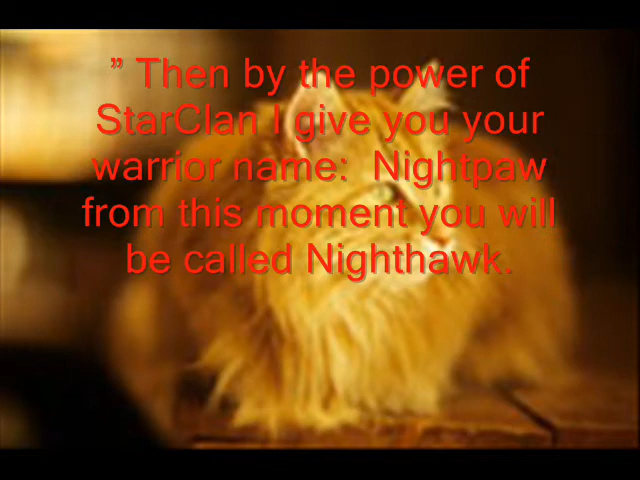 ” Then by the power of
StarClan I give you your
warrior name:  Nightpaw
from this moment you will
be called Nighthawk.